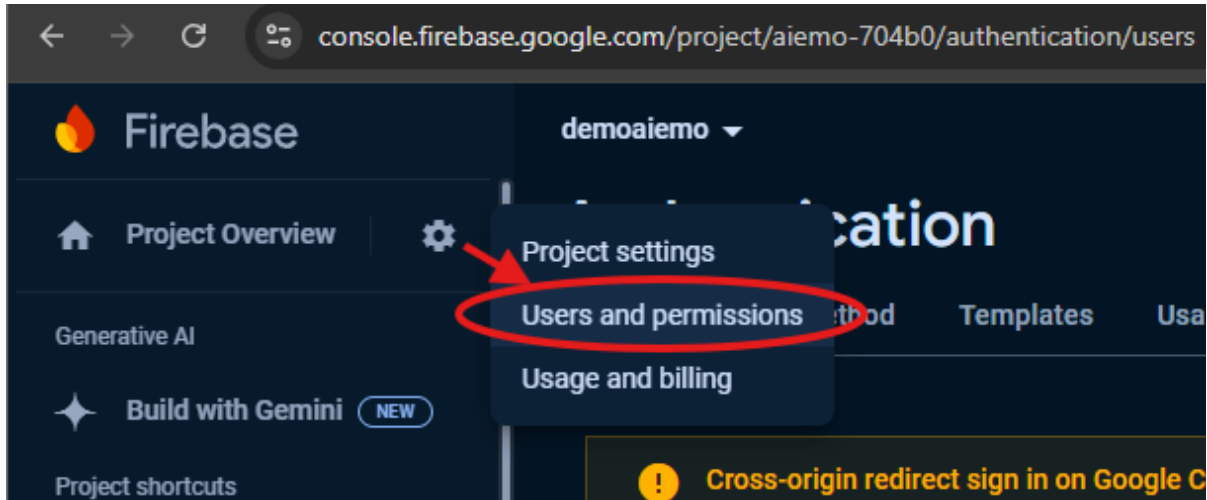 console.firebase.google.com/project/aiemo-704b0/authentication/users
Firebase
demoaiemo
Project Overview
cation
Project settings
Users and permissions
thod
Templates
Usa
Usage and billing
Generative AI
Build with Gemini NEW
Cross-origin redirect sign in on Google C
Project shortcuts